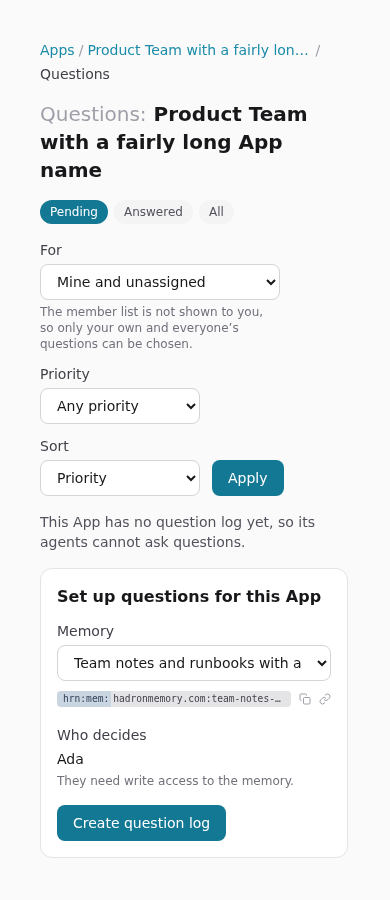 Apps / Product Team with a fairly lon… /
Questions
Questions: Product Team
with a fairly long App
name
Pending Answered All
For
Mine and unassigned
The member list is not shown to you,
so only your own and everyone’s
questions can be chosen.
Priority
Any priority
Sort
Priority Apply
This App has no question log yet, so its
agents cannot ask questions.
Set up questions for this App
Memory
Team notes and runbooks with a
hrn:mem: hadronmemory.com:team-notes-…
Who decides
Ada
They need write access to the memory.
Create question log